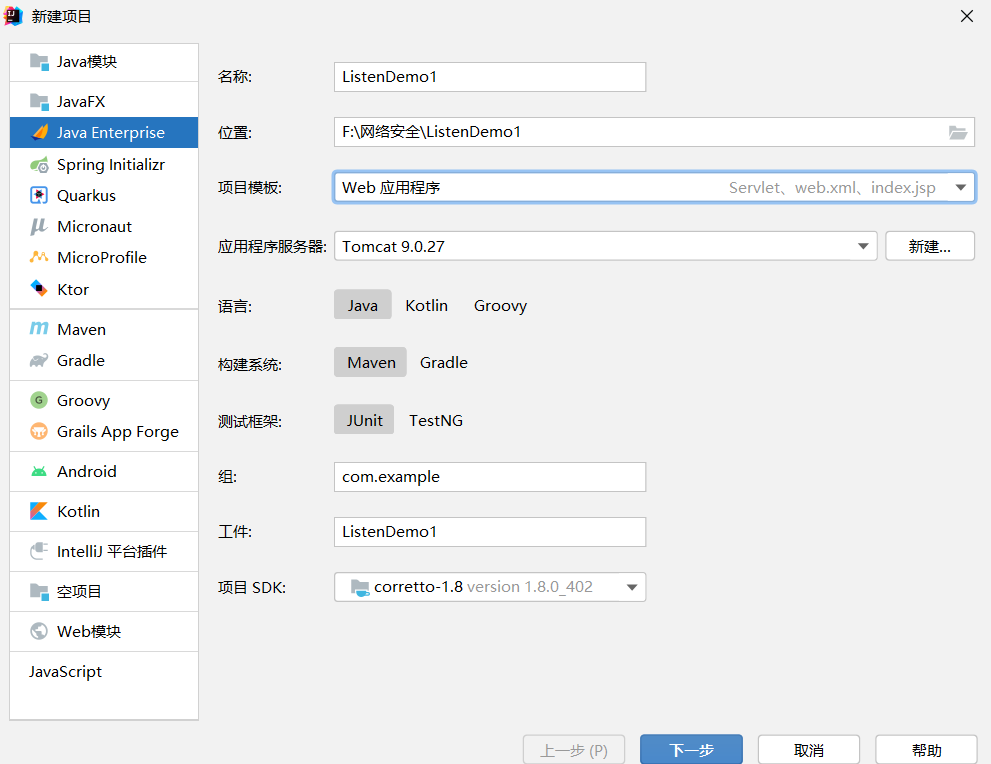 新建项目
Java模块
JavaFX
Java Enterprise
Spring Initializr
Quarkus
Micronaut
MicroProfile
Ktor
Maven
Gradle
Groovy
Grails App Forge
Android
Kotlin
IntelliJ 平台插件
空项目
Web模块
JavaScript
名称: ListenDemo1
位置: F:\网络安全\ListenDemo1
项目模板: Web 应用程序 Servlet、web.xml、index.jsp
应用程序服务器: Tomcat 9.0.27 新建...
语言: Java Kotlin Groovy
构建系统: Maven Gradle
测试框架: JUnit TestNG
组: com.example
工件: ListenDemo1
项目 SDK: corretto-1.8 version 1.8.0_402
上一步 (P) 下一步 取消 帮助